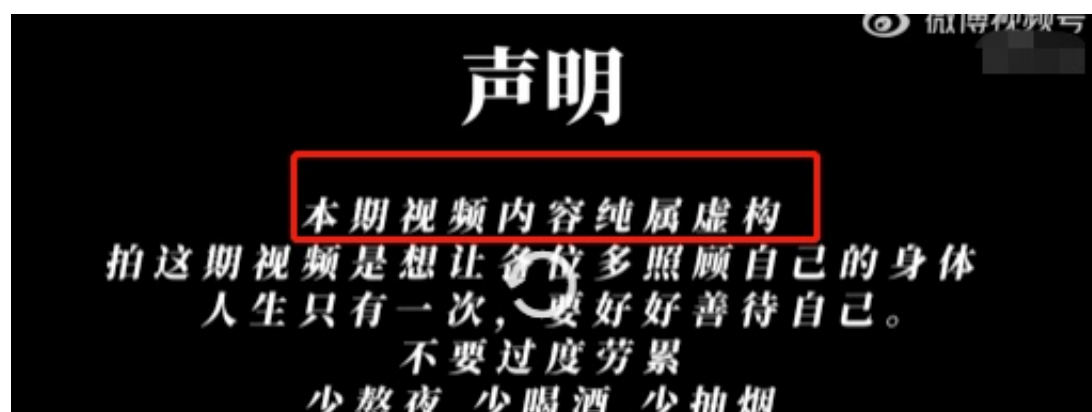 微博视频号
声明
本期视频内容纯属虚构
拍这期视频是想让各位多照顾自己的身体
人生只有一次，要好好善待自己。
不要过度劳累
少熬夜 少喝酒 少抽烟